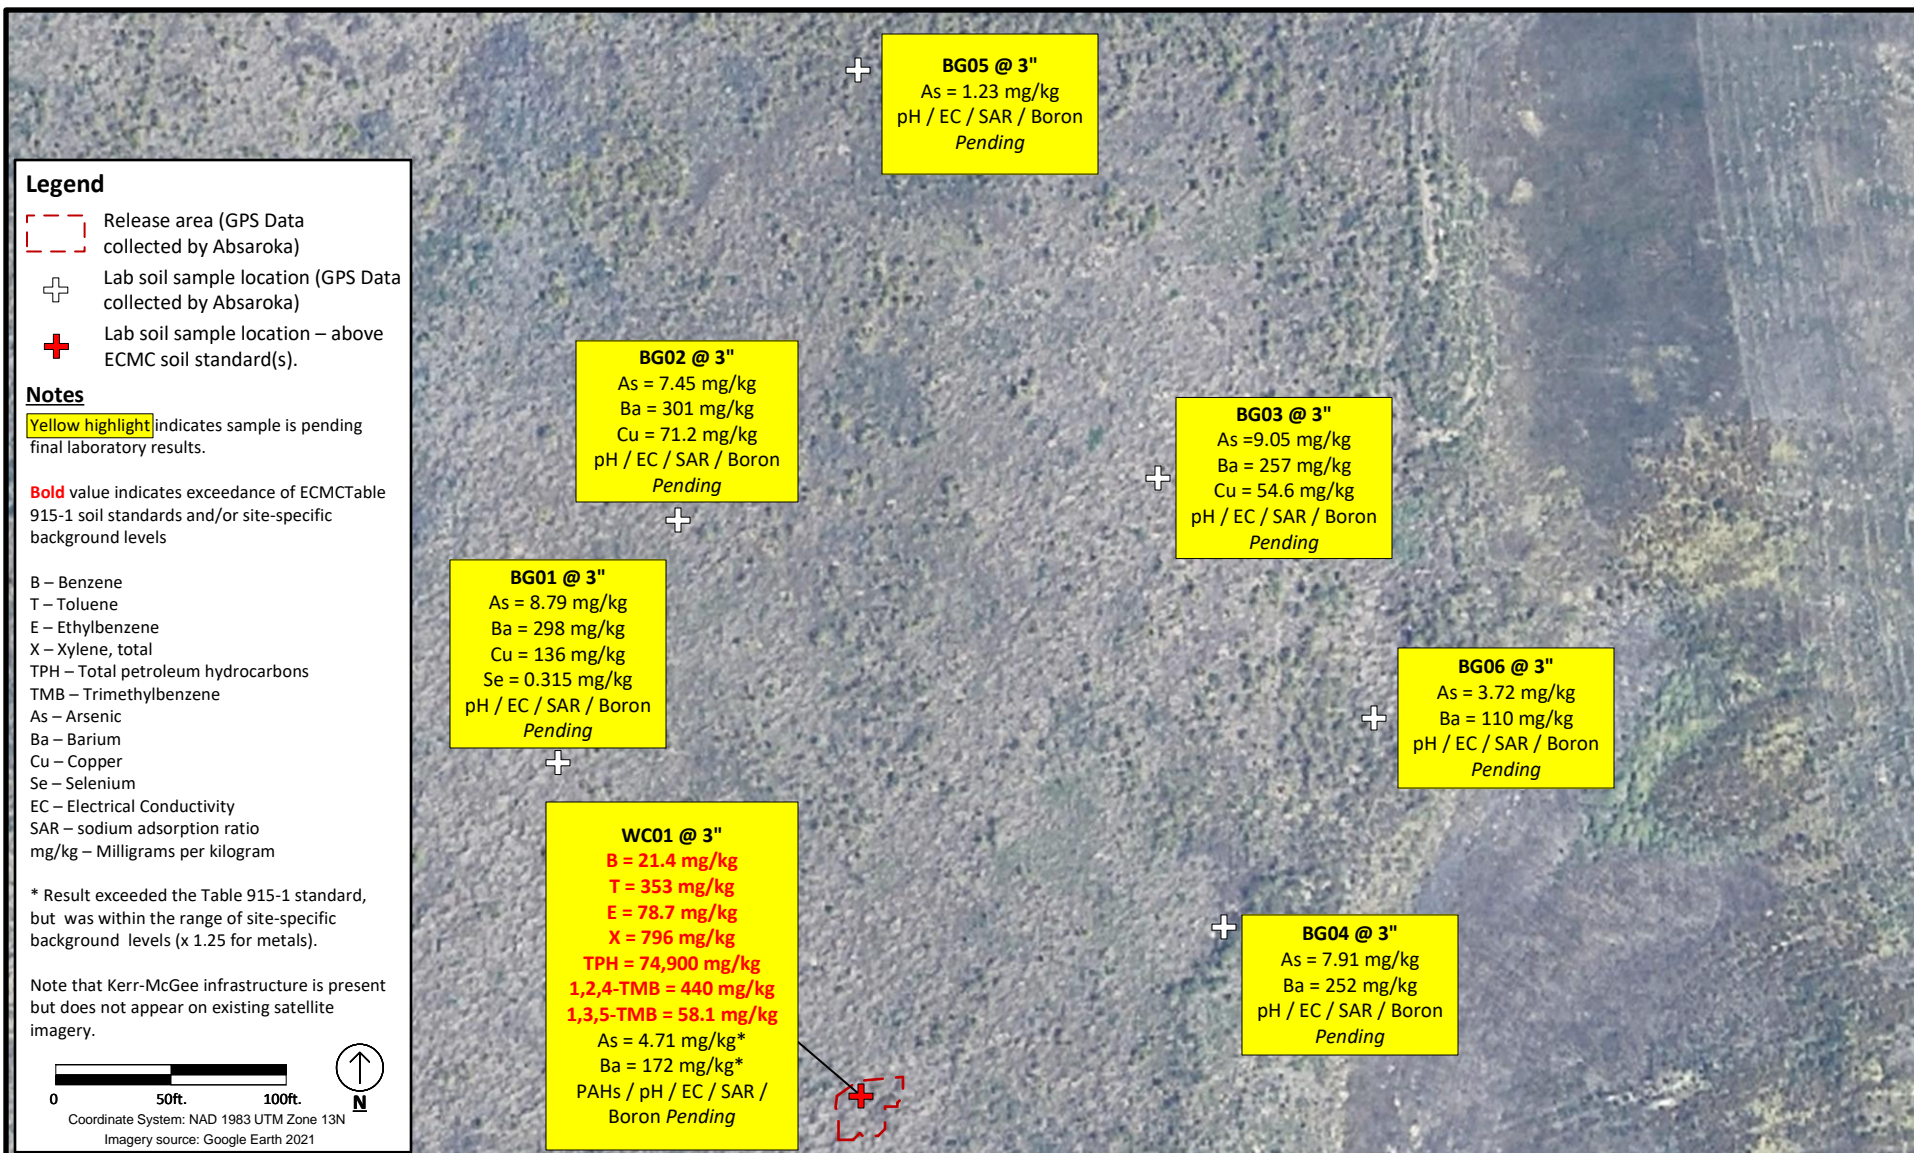 BG05 @ 3"
As = 1.23 mg/kg
pH / EC / SAR / Boron
Pending
Legend
Release area (GPS Data
collected by Absaroka)
Lab soil sample location (GPS Data
collected by Absaroka)
Lab soil sample location – above
ECMC soil standard(s).
Notes
Yellow highlight indicates sample is pending
final laboratory results.
Bold value indicates exceedance of ECMCTable
915-1 soil standards and/or site-specific
background levels
B – Benzene
T – Toluene
E – Ethylbenzene
X – Xylene, total
TPH – Total petroleum hydrocarbons
TMB – Trimethylbenzene
As – Arsenic
Ba – Barium
Cu – Copper
Se – Selenium
EC – Electrical Conductivity
SAR – sodium adsorption ratio
mg/kg – Milligrams per kilogram
* Result exceeded the Table 915-1 standard,
but was within the range of site-specific
background levels (x 1.25 for metals).
Note that Kerr-McGee infrastructure is present
but does not appear on existing satellite
imagery.
0 50ft. 100ft. N
Coordinate System: NAD 1983 UTM Zone 13N
Imagery source: Google Earth 2021
BG02 @ 3"
As = 7.45 mg/kg
Ba = 301 mg/kg
Cu = 71.2 mg/kg
pH / EC / SAR / Boron
Pending
BG03 @ 3"
As =9.05 mg/kg
Ba = 257 mg/kg
Cu = 54.6 mg/kg
pH / EC / SAR / Boron
Pending
BG01 @ 3"
As = 8.79 mg/kg
Ba = 298 mg/kg
Cu = 136 mg/kg
Se = 0.315 mg/kg
pH / EC / SAR / Boron
Pending
BG06 @ 3"
As = 3.72 mg/kg
Ba = 110 mg/kg
pH / EC / SAR / Boron
Pending
WC01 @ 3"
B = 21.4 mg/kg
T = 353 mg/kg
E = 78.7 mg/kg
X = 796 mg/kg
TPH = 74,900 mg/kg
1,2,4-TMB = 440 mg/kg
1,3,5-TMB = 58.1 mg/kg
As = 4.71 mg/kg*
Ba = 172 mg/kg*
PAHs / pH / EC / SAR /
Boron Pending
BG04 @ 3"
As = 7.91 mg/kg
Ba = 252 mg/kg
pH / EC / SAR / Boron
Pending